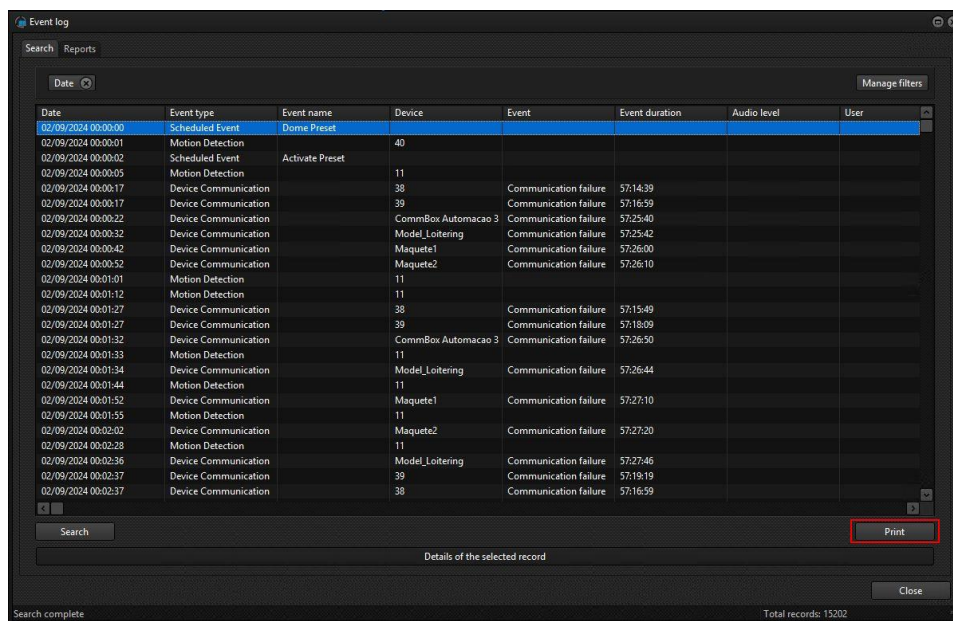 Event log
Search Reports
Date Manage filters
Date Event type Event name Device Event Event duration Audio level User
02/09/2024 00:00:00 Scheduled Event Dome Preset
02/09/2024 00:00:01 Motion Detection 40
02/09/2024 00:00:02 Scheduled Event Activate Preset
02/09/2024 00:00:05 Motion Detection 11
02/09/2024 00:00:17 Device Communication 38 Communication failure 57:14:39
02/09/2024 00:00:17 Device Communication 39 Communication failure 57:16:59
02/09/2024 00:00:22 Device Communication CommBox Automacao 3 Communication failure 57:25:40
02/09/2024 00:00:32 Device Communication Model_Loitering Communication failure 57:25:42
02/09/2024 00:00:42 Device Communication Maquete1 Communication failure 57:26:00
02/09/2024 00:00:52 Device Communication Maquete2 Communication failure 57:26:10
02/09/2024 00:01:01 Motion Detection 11
02/09/2024 00:01:12 Motion Detection 11
02/09/2024 00:01:27 Device Communication 38 Communication failure 57:15:49
02/09/2024 00:01:27 Device Communication 39 Communication failure 57:18:09
02/09/2024 00:01:32 Device Communication CommBox Automacao 3 Communication failure 57:26:50
02/09/2024 00:01:33 Motion Detection 11
02/09/2024 00:01:34 Device Communication Model_Loitering Communication failure 57:26:44
02/09/2024 00:01:44 Motion Detection 11
02/09/2024 00:01:52 Device Communication Maquete1 Communication failure 57:27:10
02/09/2024 00:01:55 Motion Detection 11
02/09/2024 00:02:02 Device Communication Maquete2 Communication failure 57:27:20
02/09/2024 00:02:28 Motion Detection 11
02/09/2024 00:02:36 Device Communication Model_Loitering Communication failure 57:27:46
02/09/2024 00:02:37 Device Communication 39 Communication failure 57:19:19
02/09/2024 00:02:37 Device Communication 38 Communication failure 57:16:59
Search Print
Details of the selected record
Close
Search complete Total records: 15202